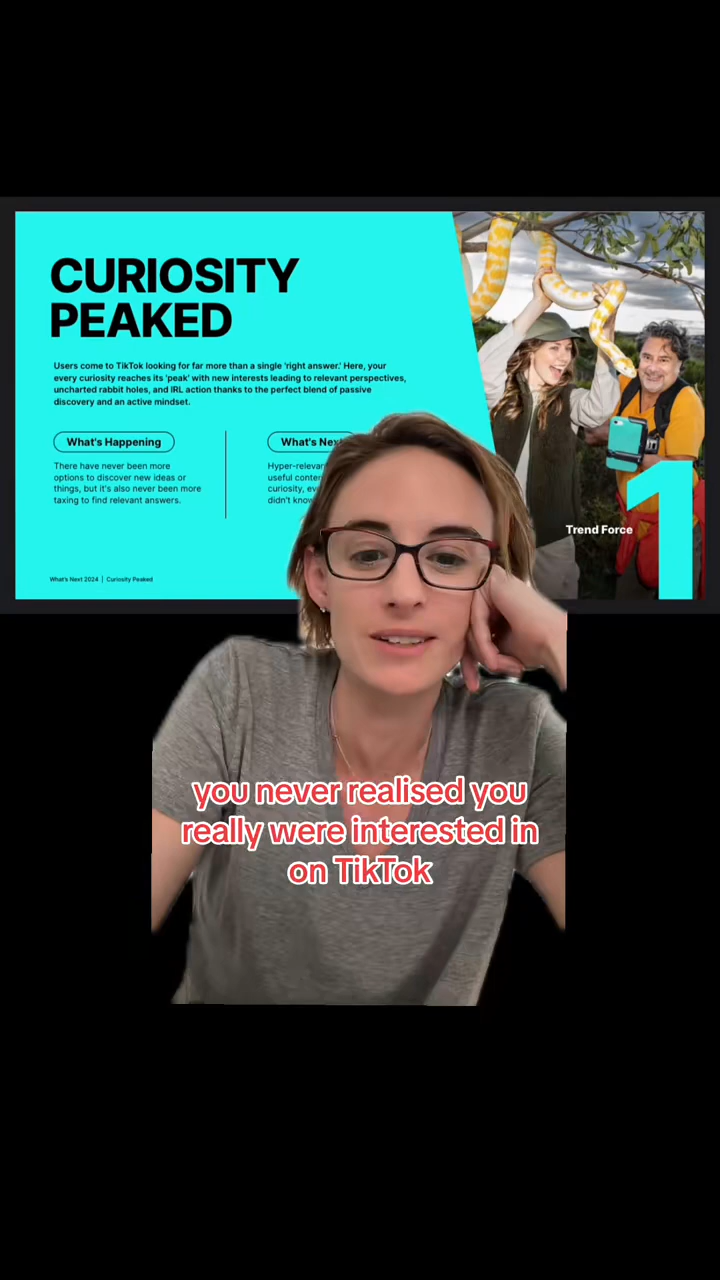 CURIOSITY
PEAKED
Users come to TikTok looking for far more than a single 'right answer.' Here, your
every curiosity reaches its 'peak' with new interests leading to relevant perspectives,
uncharted rabbit holes, and IRL action thanks to the perfect blend of passive
discovery and an active mindset.
What's Happening
There have never been more
options to discover new ideas or
things, but it's also never been more
taxing to find relevant answers.
What's Next
Hyper-relevan
useful conten
curiosity, ev
didn't know
Trend Force
1
What's Next 2024 | Curiosity Peaked
you never realised you
really were interested in
on TikTok